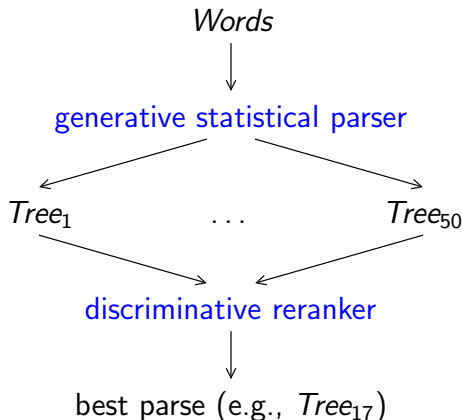 Words
generative statistical parser
Tree₁ ... Tree₅₀
discriminative reranker
best parse (e.g., Tree₁₇)